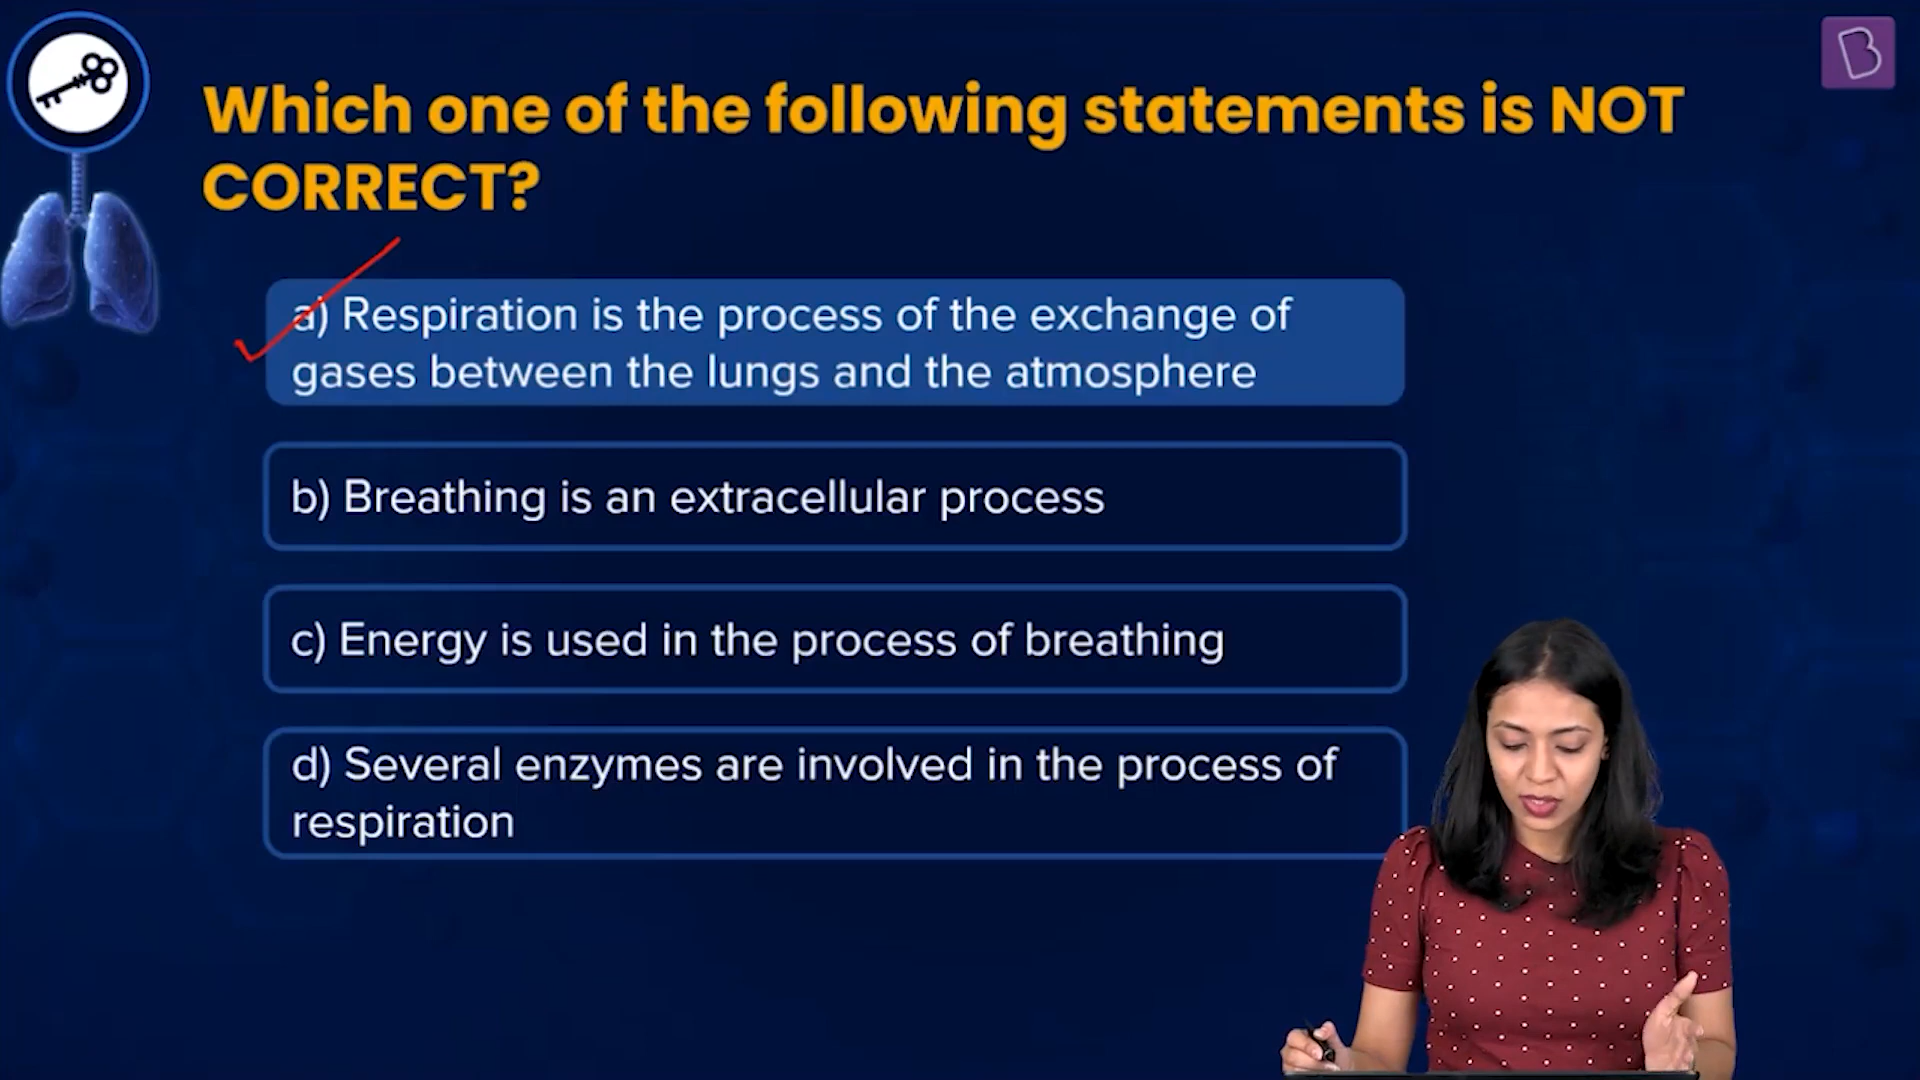 Which one of the following statements is NOT
CORRECT?
a) Respiration is the process of the exchange of
gases between the lungs and the atmosphere
b) Breathing is an extracellular process
c) Energy is used in the process of breathing
d) Several enzymes are involved in the process of
respiration
B